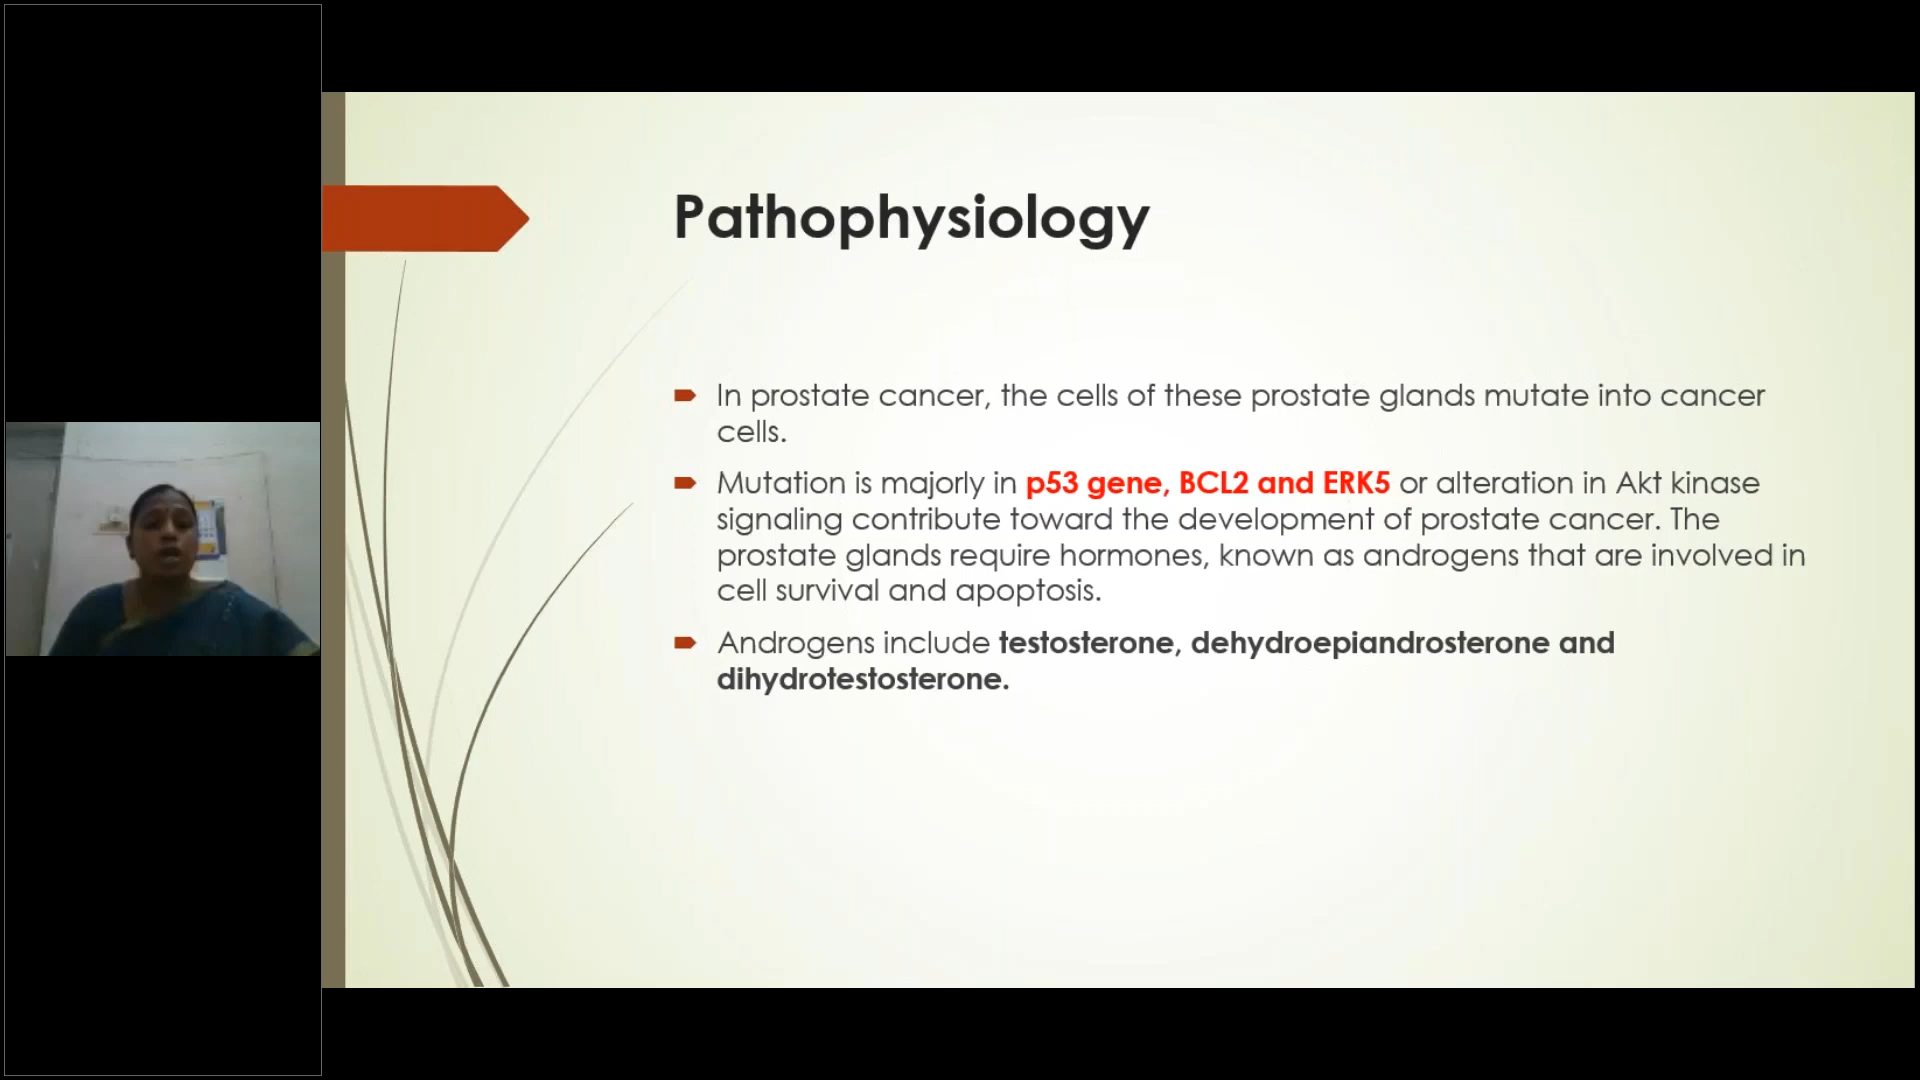 Pathophysiology
In prostate cancer, the cells of these prostate glands mutate into cancer
cells.
Mutation is majorly in p53 gene, BCL2 and ERK5 or alteration in Akt kinase
signaling contribute toward the development of prostate cancer. The
prostate glands require hormones, known as androgens that are involved in
cell survival and apoptosis.
Androgens include testosterone, dehydroepiandrosterone and
dihydrotestosterone.